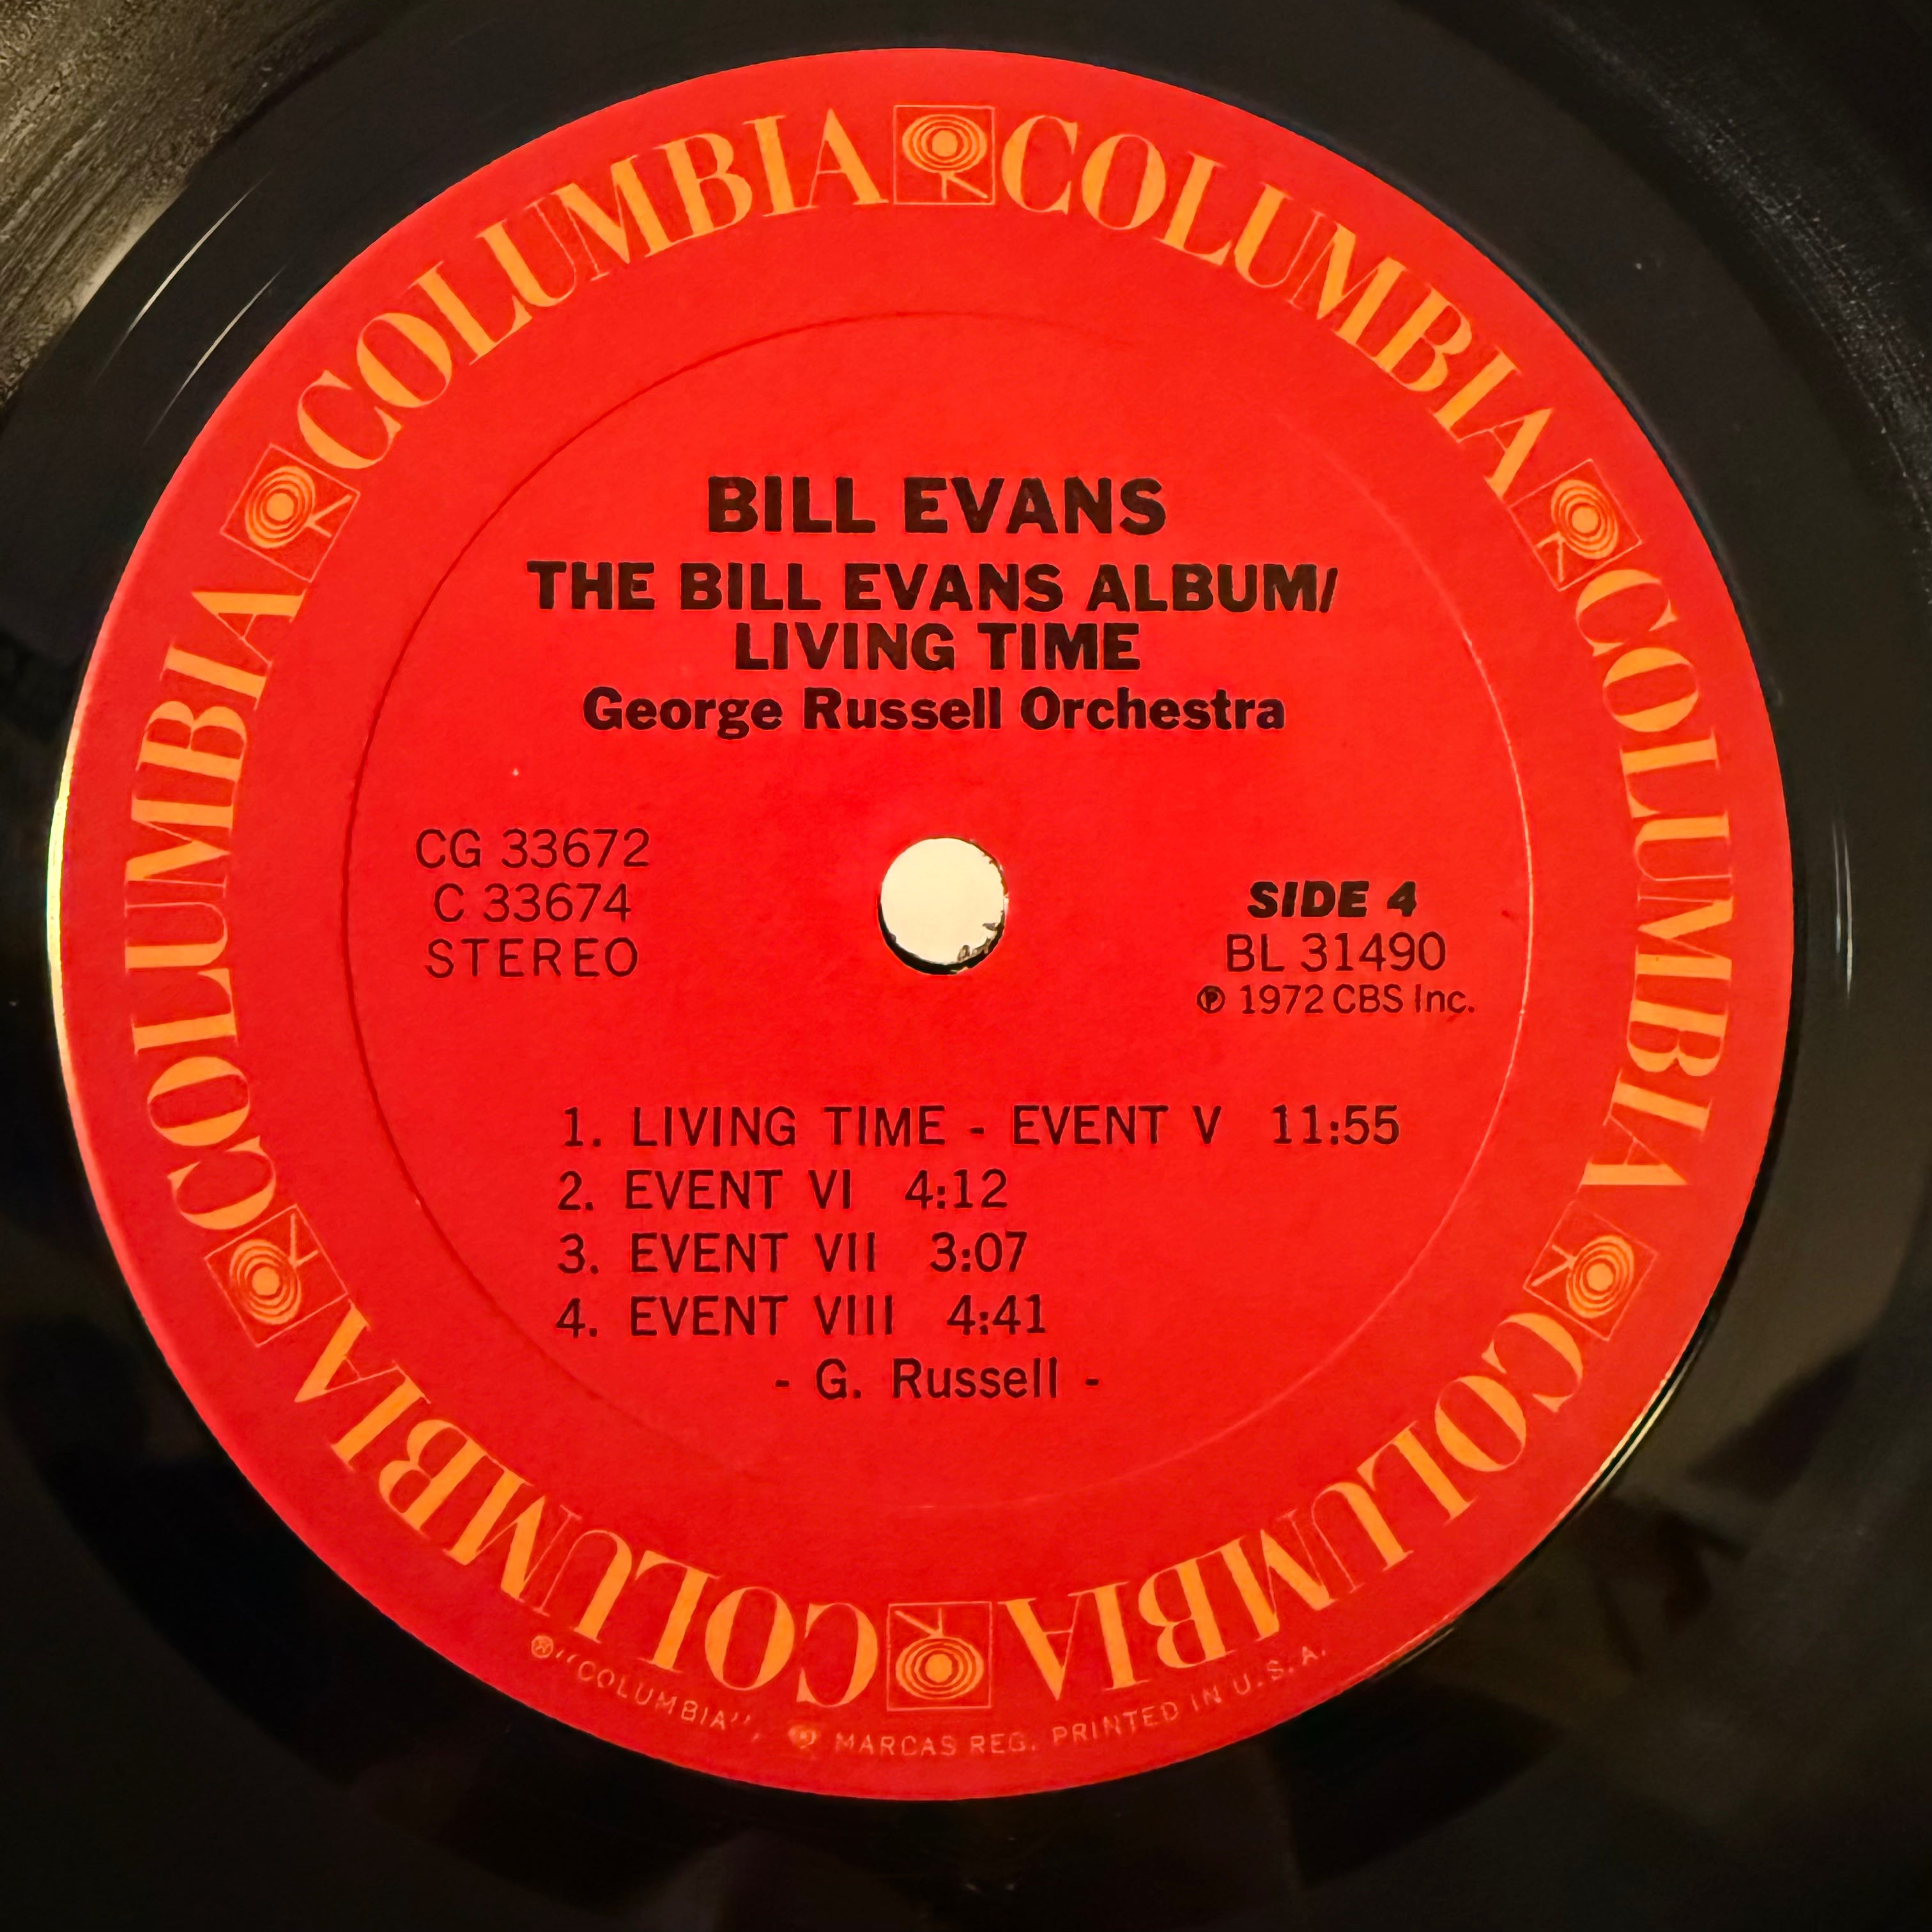 COLUMBIA COLUMBIA COLUMBIA COLUMBIA COLUMBIA COLUMBIA
BILL EVANS
THE BILL EVANS ALBUM/
LIVING TIME
George Russell Orchestra
CG 33672
C 33674
STEREO
SIDE 4
BL 31490
℗ 1972 CBS Inc.
1. LIVING TIME - EVENT V 11:55
2. EVENT VI 4:12
3. EVENT VII 3:07
4. EVENT VIII 4:41
- G. Russell -
®"COLUMBIA", MARCAS REG. PRINTED IN U.S.A.